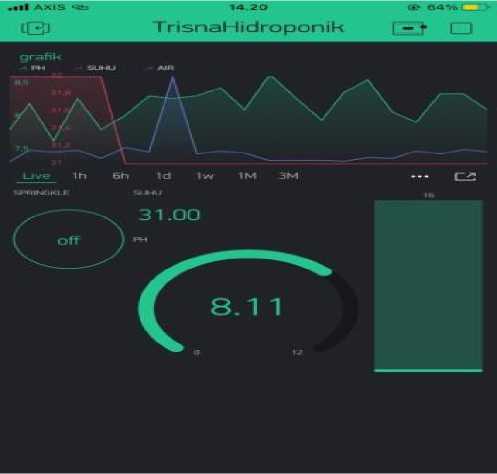 AXIS 14.20 64%
TrisnaHidroponik
grafik
PH SUHU AIR
8,5 32
31,8
8 31,6
31,4
7,5 31,2
31
Live 1h 6h 1d 1w 1M 3M
SPRINGKLE SUHU 16
31.00
off PH
8.11
0 12